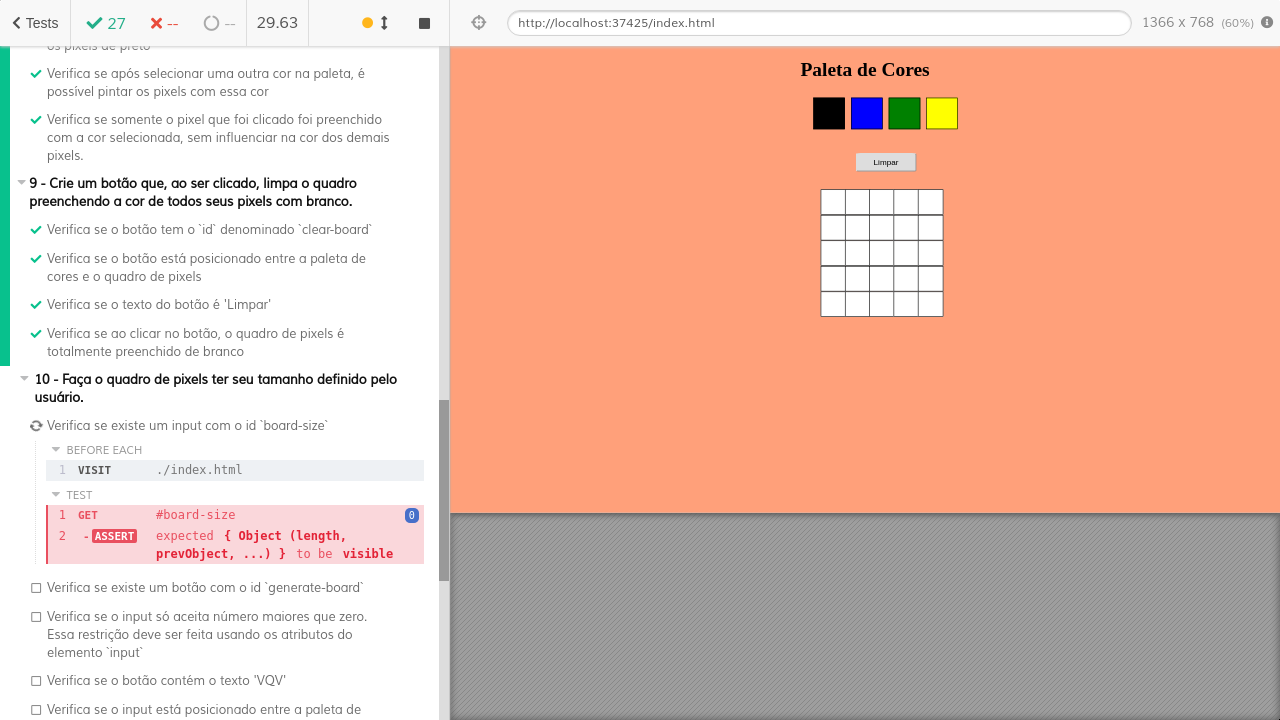 Tests
27
--
--
29.63
http://localhost:37425/index.html
1366 x 768 (60%)
os pixels de preto
Verifica se após selecionar uma outra cor na paleta, é
possível pintar os pixels com essa cor
Verifica se somente o pixel que foi clicado foi preenchido
com a cor selecionada, sem influenciar na cor dos demais
pixels.
9 - Crie um botão que, ao ser clicado, limpa o quadro
preenchendo a cor de todos seus pixels com branco.
Verifica se o botão tem o `id` denominado `clear-board`
Verifica se o botão está posicionado entre a paleta de
cores e o quadro de pixels
Verifica se o texto do botão é 'Limpar'
Verifica se ao clicar no botão, o quadro de pixels é
totalmente preenchido de branco
10 - Faça o quadro de pixels ter seu tamanho definido pelo
usuário.
Verifica se existe um input com o id `board-size`
BEFORE EACH
1 VISIT ./index.html
TEST
1 GET #board-size 0
2 -ASSERT expected { Object (length,
prevObject, ...) } to be visible
Verifica se existe um botão com o id `generate-board`
Verifica se o input só aceita número maiores que zero.
Essa restrição deve ser feita usando os atributos do
elemento `input`
Verifica se o botão contém o texto 'VQV'
Verifica se o input está posicionado entre a paleta de
Paleta de Cores
Limpar